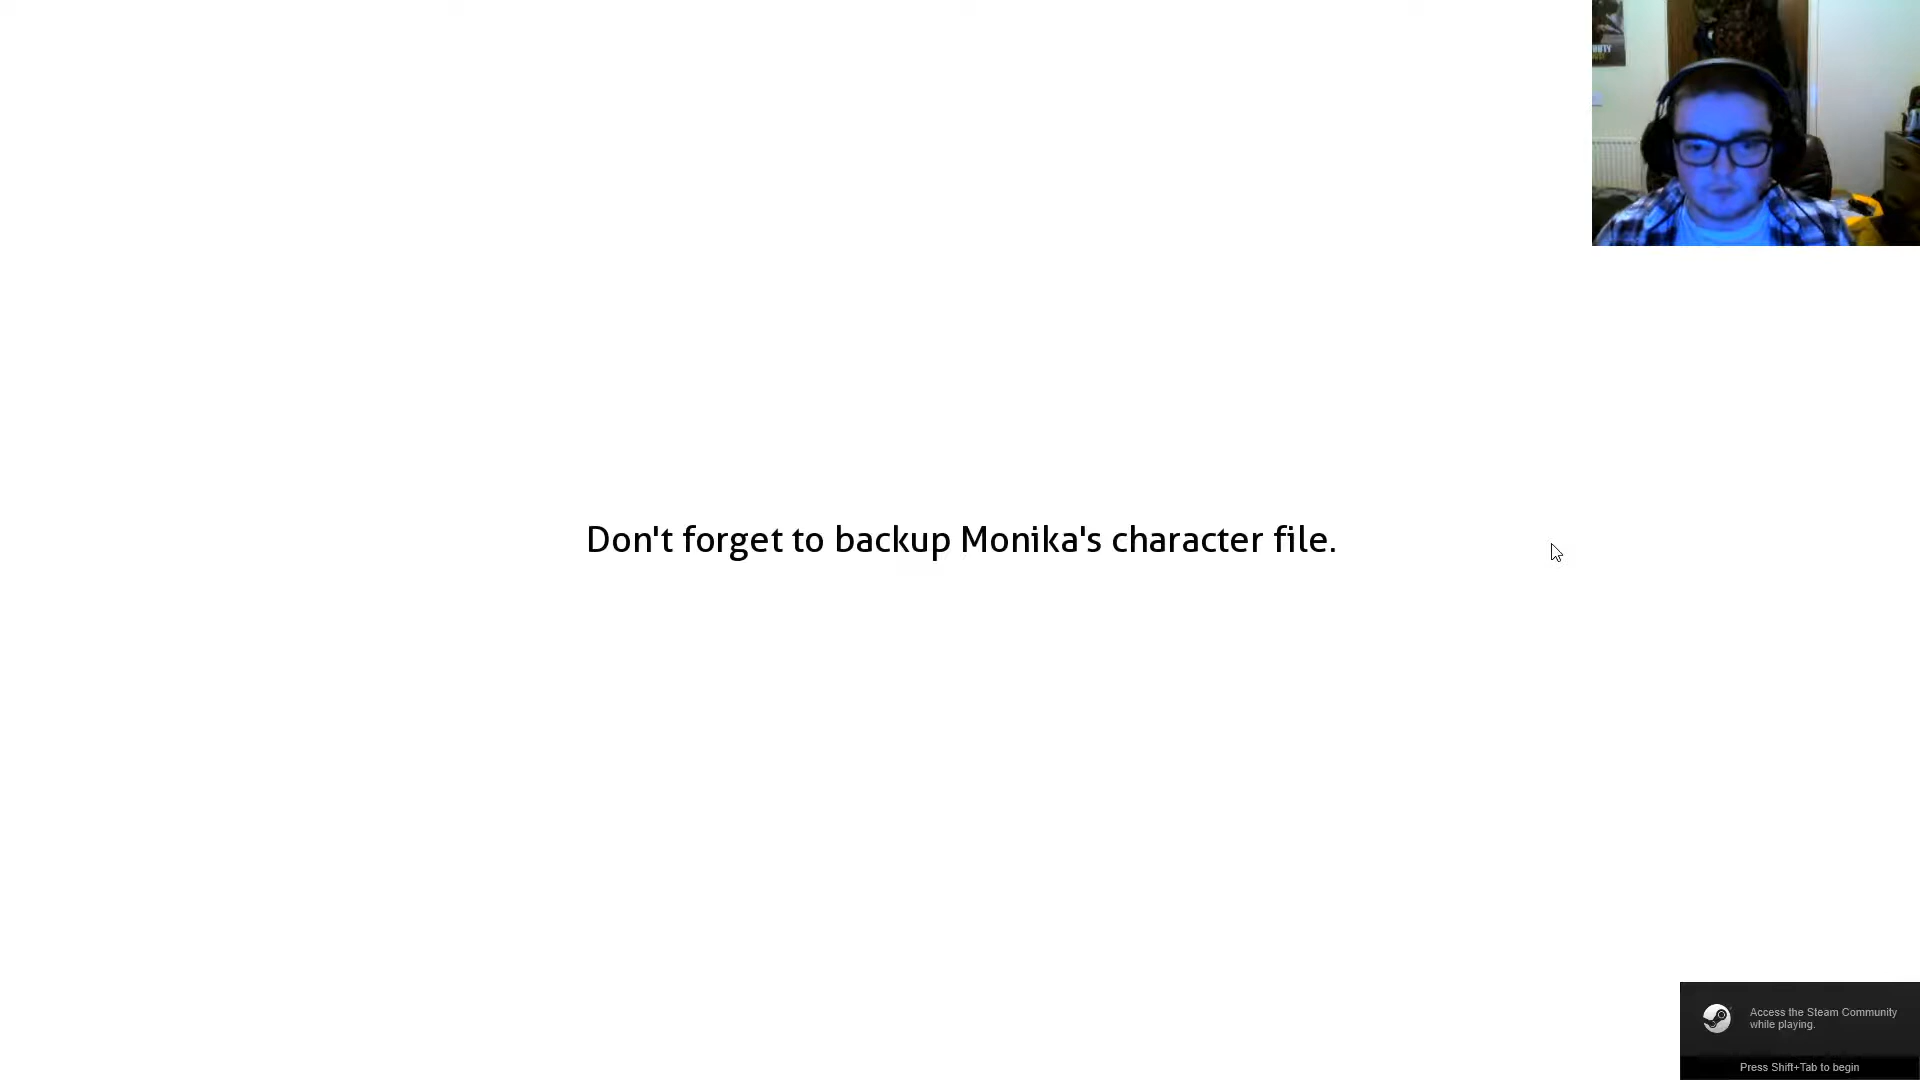 Don't forget to backup Monika's character file.
Access the Steam Community
while playing.
Press Shift+Tab to begin